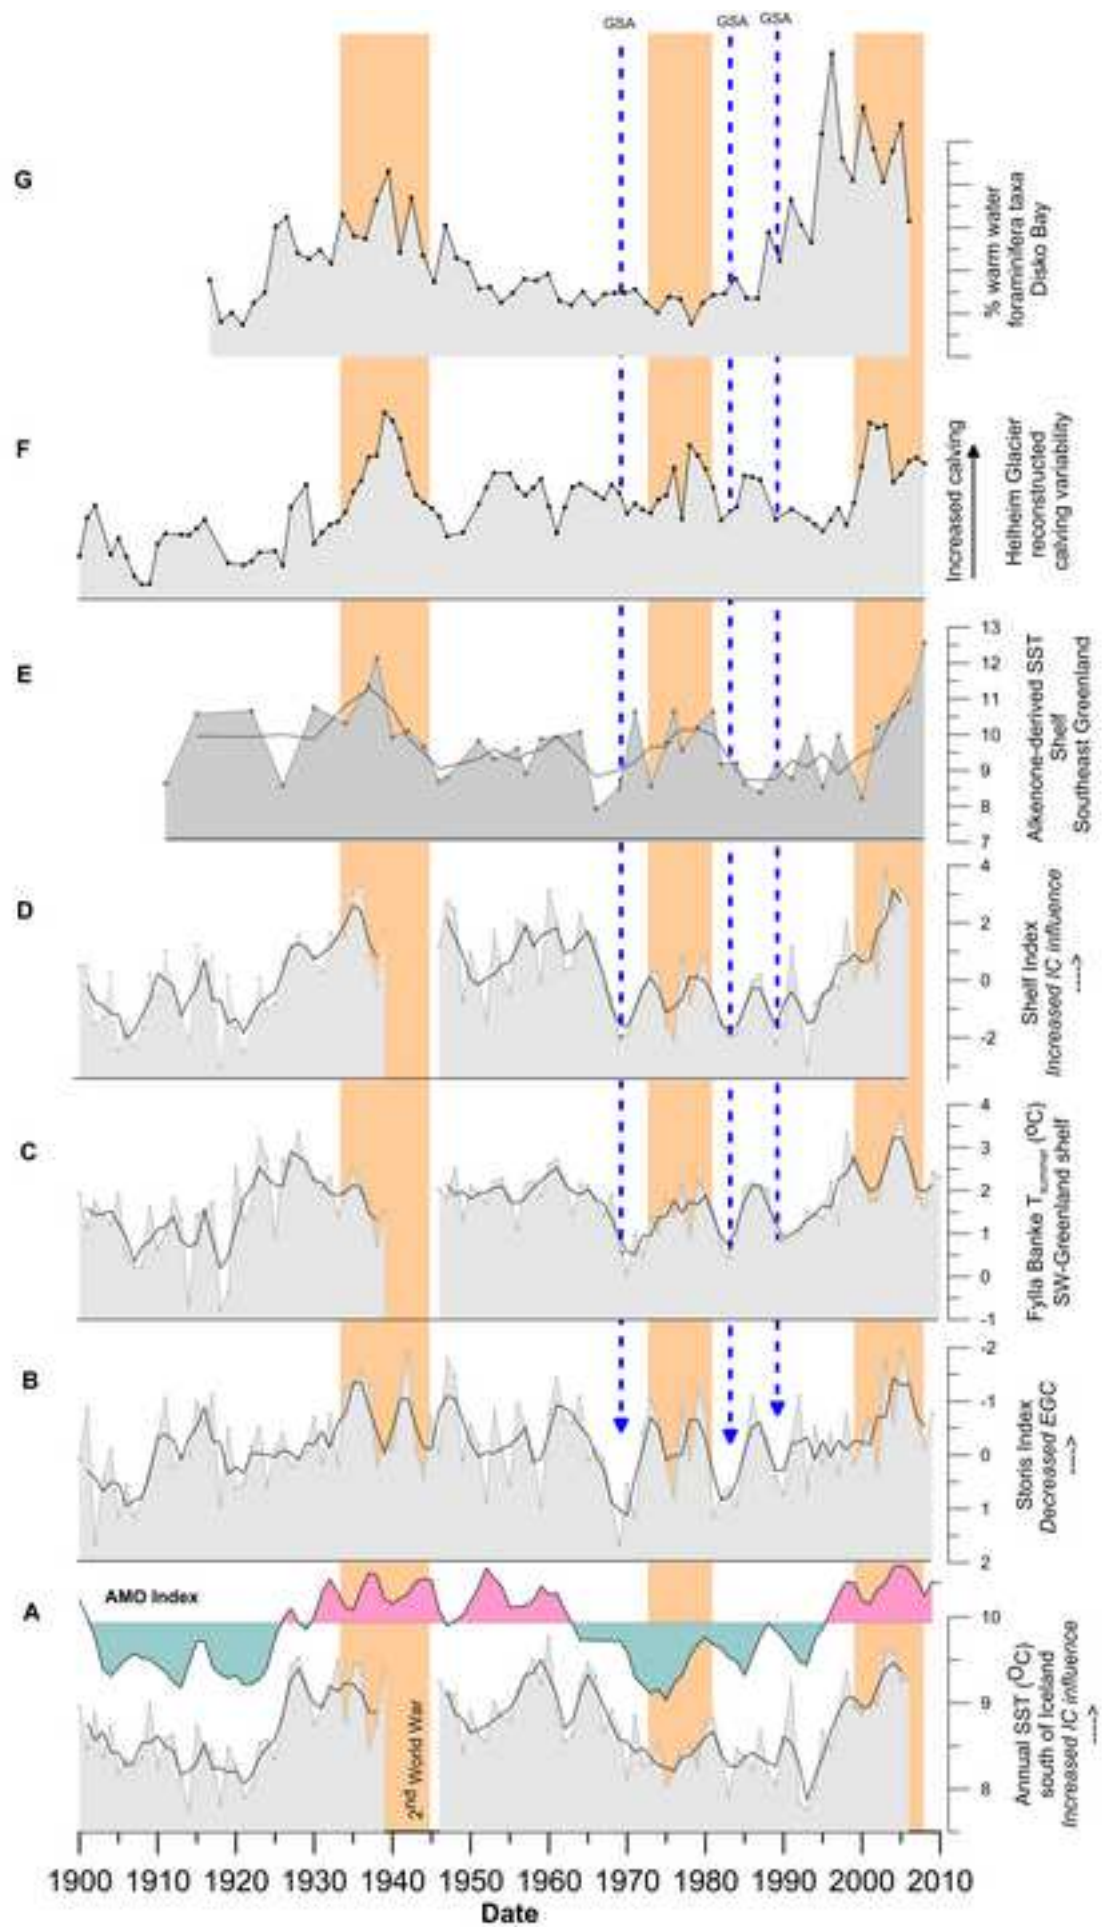 GSA
GSA
GSA
G
% warm water
foraminifera taxa
Disko Bay
F
Increased calving
Helheim Glacier
reconstructed
calving variability
E
13
12
11
10
9
8
7
Alkenone-derived SST
Shelf
Southeast Greenland
D
4
2
0
-2
Shelf Index
Increased IC influence
---->
C
4
3
2
1
0
-1
Fylla Banke T summer (°C)
SW-Greenland shelf
B
-2
-1
0
1
2
Storis Index
Decreased EGC
---->
A
AMO Index
2nd World War
10
9
8
Annual SST (°C)
south of Iceland
Increased IC influence
---->
1900 1910 1920 1930 1940 1950 1960 1970 1980 1990 2000 2010
Date